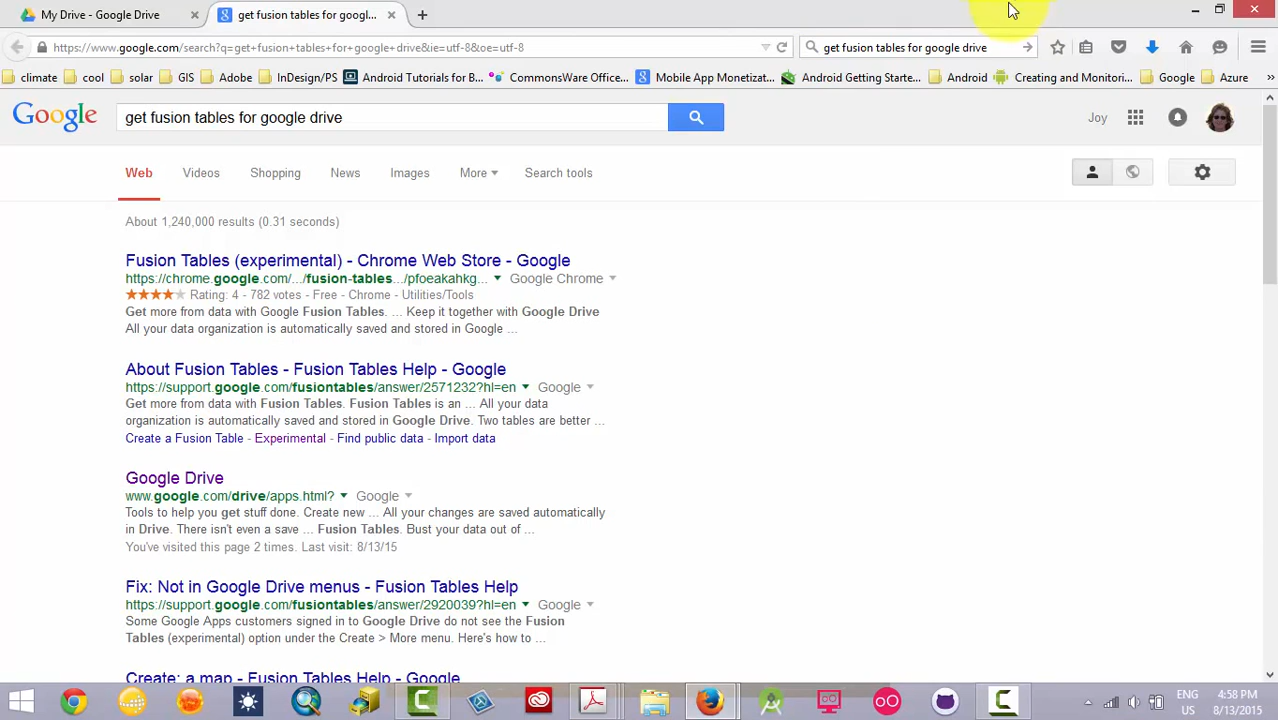 My Drive - Google Drive
get fusion tables for googl...
https://www.google.com/search?q=get+fusion+tables+for+google+drive&ie=utf-8&oe=utf-8
get fusion tables for google drive
climate
cool
solar
GIS
Adobe
InDesign/PS
Android Tutorials for B...
CommonsWare Office...
Mobile App Monetizat...
Android Getting Starte...
Android
Creating and Monitori...
Google
Azure
Google
get fusion tables for google drive
Joy
Web
Videos
Shopping
News
Images
More
Search tools
About 1,240,000 results (0.31 seconds)
Fusion Tables (experimental) - Chrome Web Store - Google
https://chrome.google.com/.../fusion-tables.../pfoeakahkg... Google Chrome
Rating: 4 - 782 votes - Free - Chrome - Utilities/Tools
Get more from data with Google Fusion Tables. ... Keep it together with Google Drive
All your data organization is automatically saved and stored in Google ...
About Fusion Tables - Fusion Tables Help - Google
https://support.google.com/fusiontables/answer/2571232?hl=en Google
Get more from data with Fusion Tables. Fusion Tables is an ... All your data
organization is automatically saved and stored in Google Drive. Two tables are better ...
Create a Fusion Table - Experimental - Find public data - Import data
Google Drive
www.google.com/drive/apps.html? Google
Tools to help you get stuff done. Create new ... All your changes are saved automatically
in Drive. There isn't even a save ... Fusion Tables. Bust your data out of ...
You've visited this page 2 times. Last visit: 8/13/15
Fix: Not in Google Drive menus - Fusion Tables Help
https://support.google.com/fusiontables/answer/2920039?hl=en Google
Some Google Apps customers signed in to Google Drive do not see the Fusion
Tables (experimental) option under the Create > More menu. Here's how to ...
Create: a map - Fusion Tables Help - Google
ENG
US
4:58 PM
8/13/2015